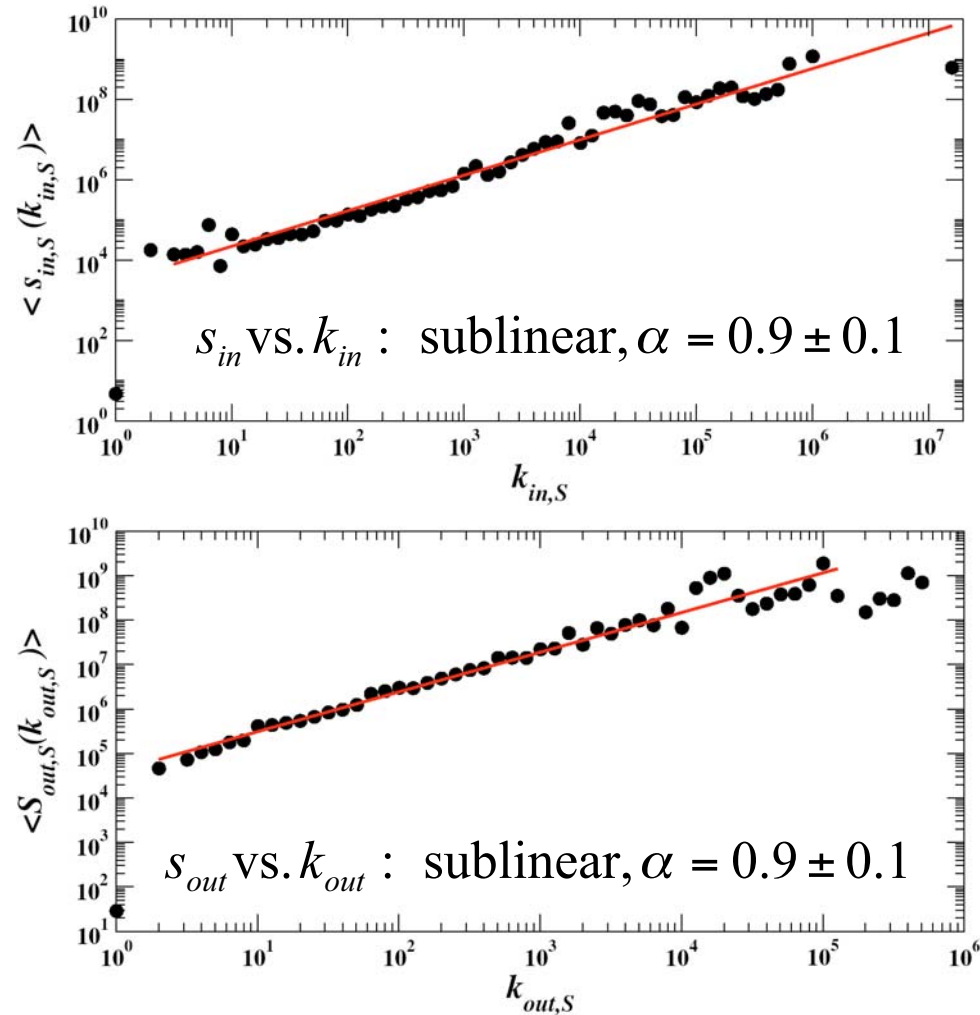 10^10
10^8
10^6
10^4
10^2
10^0
< s_in,S (k_in,S)>
s_in vs. k_in : sublinear, α = 0.9 ± 0.1
10^0 10^1 10^2 10^3 10^4 10^5 10^6 10^7
k_in,S
10^10
10^9
10^8
10^7
10^6
10^5
10^4
10^3
10^2
10^1
<S_out,S(k_out,S)>
s_out vs. k_out : sublinear, α = 0.9 ± 0.1
10^0 10^1 10^2 10^3 10^4 10^5 10^6
k_out,S